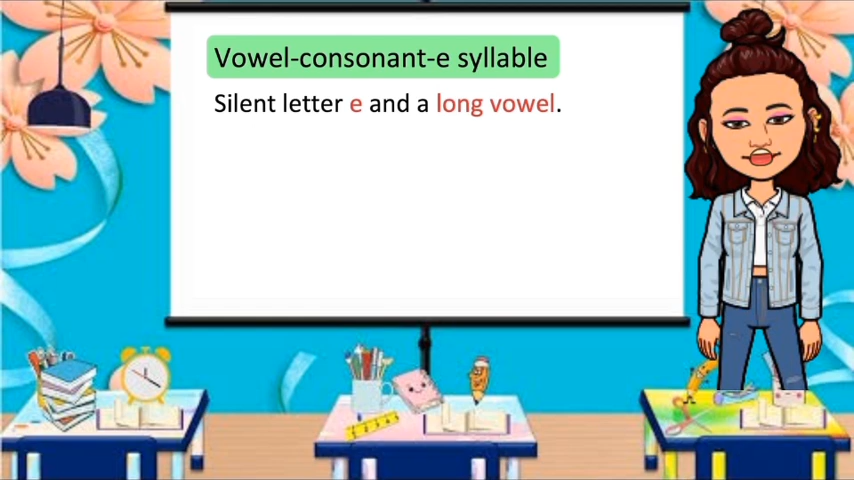 Vowel-consonant-e syllable
Silent letter e and a long vowel.